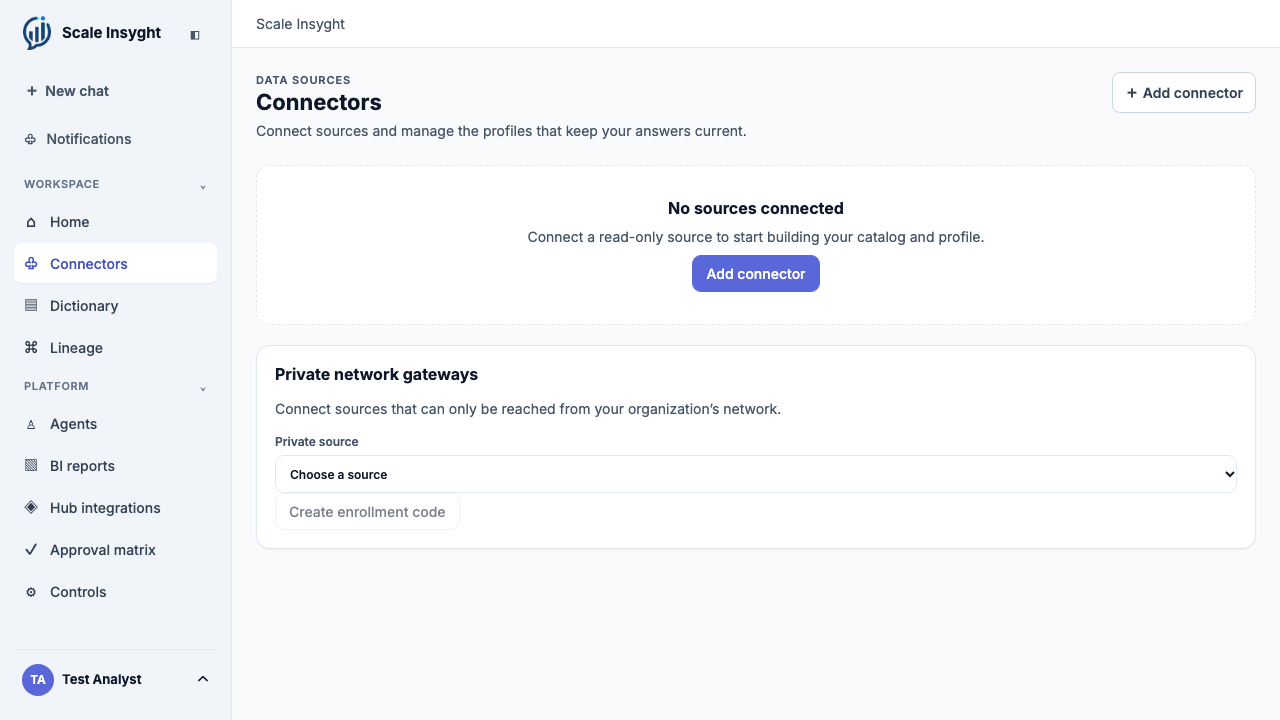 Scale Insyght
New chat
Notifications
WORKSPACE
Home
Connectors
Dictionary
Lineage
PLATFORM
Agents
BI reports
Hub integrations
Approval matrix
Controls
TA
Test Analyst
Scale Insyght
DATA SOURCES
Connectors
Connect sources and manage the profiles that keep your answers current.
+ Add connector
No sources connected
Connect a read-only source to start building your catalog and profile.
Add connector
Private network gateways
Connect sources that can only be reached from your organization’s network.
Private source
Choose a source
Create enrollment code